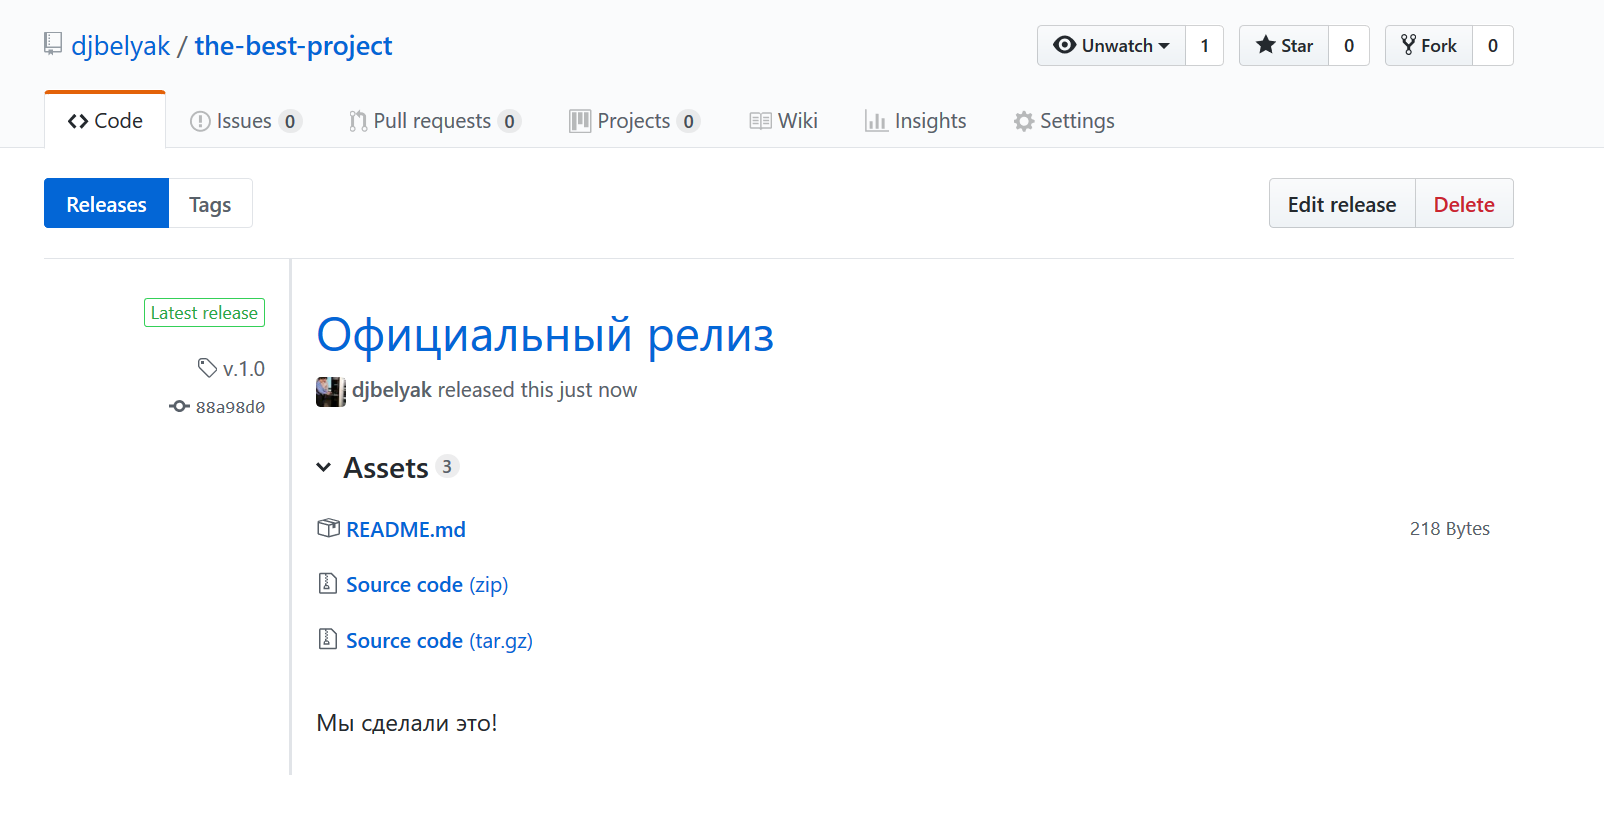 djbelyak / the-best-project
Unwatch 1 Star 0 Fork 0
Code Issues 0 Pull requests 0 Projects 0 Wiki Insights Settings
Releases Tags Edit release Delete
Latest release
Официальный релиз
v.1.0
djbelyak released this just now
88a98d0
Assets 3
README.md 218 Bytes
Source code (zip)
Source code (tar.gz)
Мы сделали это!